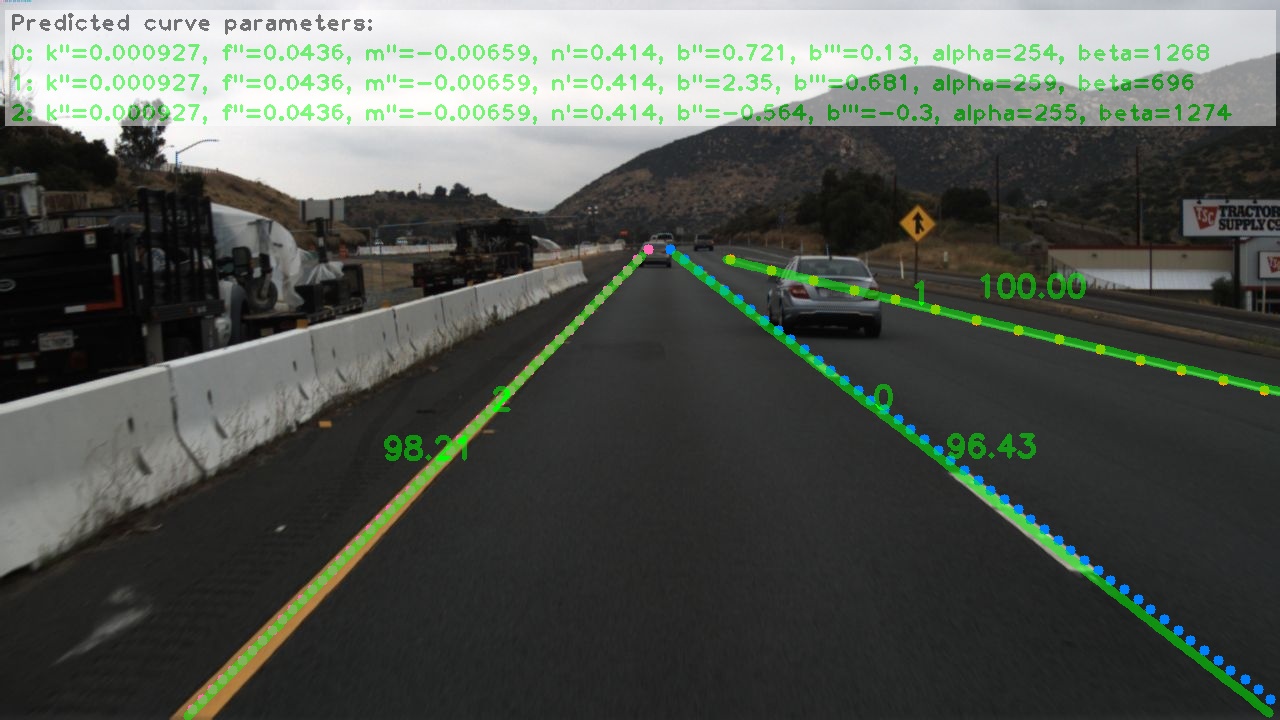 Predicted curve parameters:
0: k''=0.000927, f''=0.0436, m''=−0.00659, n'=0.414, b''=0.721, b'''=0.13, alpha=254, beta=1268
1: k''=0.000927, f''=0.0436, m''=−0.00659, n'=0.414, b''=2.35, b'''=0.681, alpha=259, beta=696
2: k''=0.000927, f''=0.0436, m''=−0.00659, n'=0.414, b''=−0.564, b'''=−0.3, alpha=255, beta=1274
TSC TRACTOR
SUPPLY CO
TSC
1 100.00
2 0
98.21 96.43